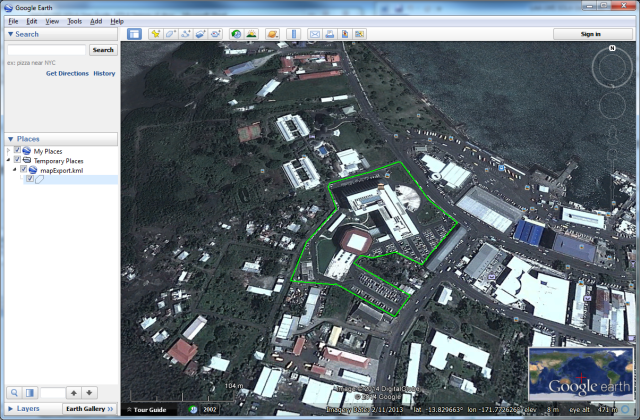 Google Earth
File Edit View Tools Add Help
Search
Search
ex: pizza near NYC
Get Directions History
Places
My Places
Temporary Places
mapExport.kml
Layers
Earth Gallery >>
Sign in
N
104 m
Image © 2014 DigitalGlobe
© 2014 Google
Google earth
Tour Guide
2002
Imagery Date: 2/11/2013 lat -13.829663° lon -171.772626° elev 8 m eye alt 471 m